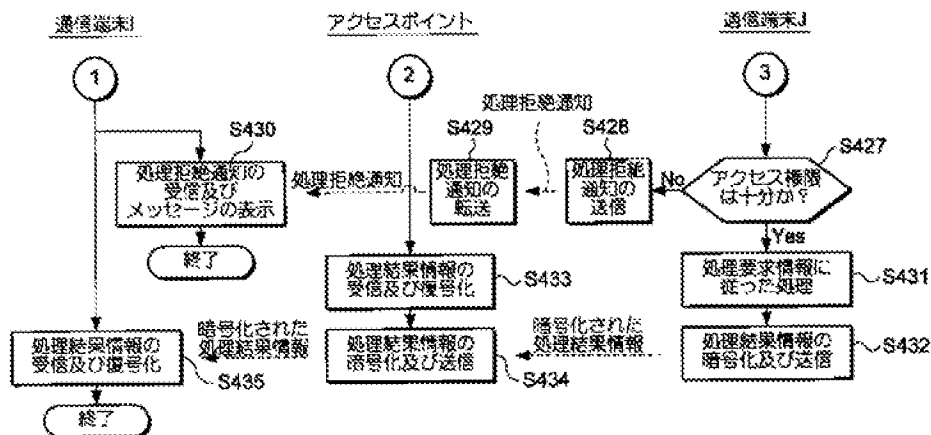 通信端末I
アクセスポイント
通信端末J
1
2
3
処理拒絶通知
S430
S429
S428
S427
処理拒絶通知の
受信及び
メッセージの表示
処理拒絶通知
処理拒絶
通知の
転送
処理拒絶
通知の
送信
No
アクセス権限
は十分か?
Yes
終了
処理結果情報の
受信及び復号化
S433
処理要求情報に
従った処理
S431
処理結果情報の
受信及び復号化
暗号化された
処理結果情報
S435
処理結果情報の
暗号化及び送信
S434
暗号化された
処理結果情報
処理結果情報の
暗号化及び送信
S432
終了